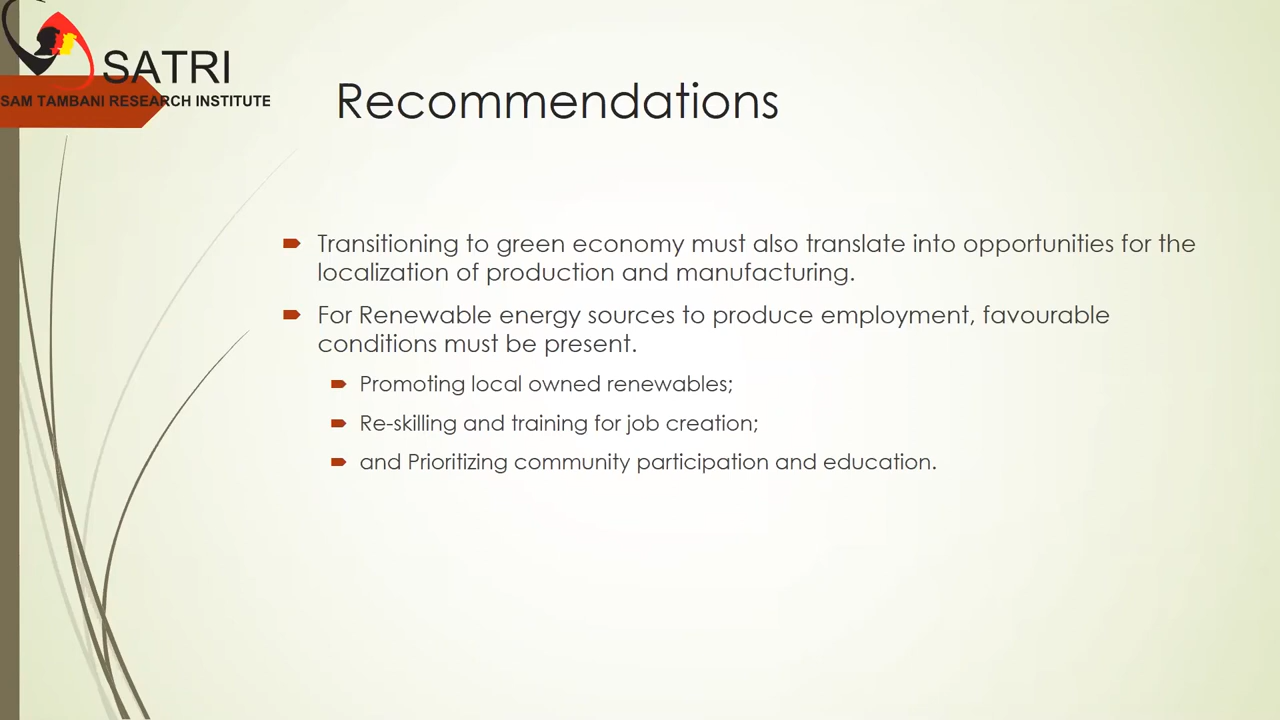 SATRI
SAM TAMBANI RESEARCH INSTITUTE
Recommendations
Transitioning to green economy must also translate into opportunities for the
localization of production and manufacturing.
For Renewable energy sources to produce employment, favourable
conditions must be present.
Promoting local owned renewables;
Re-skilling and training for job creation;
and Prioritizing community participation and education.